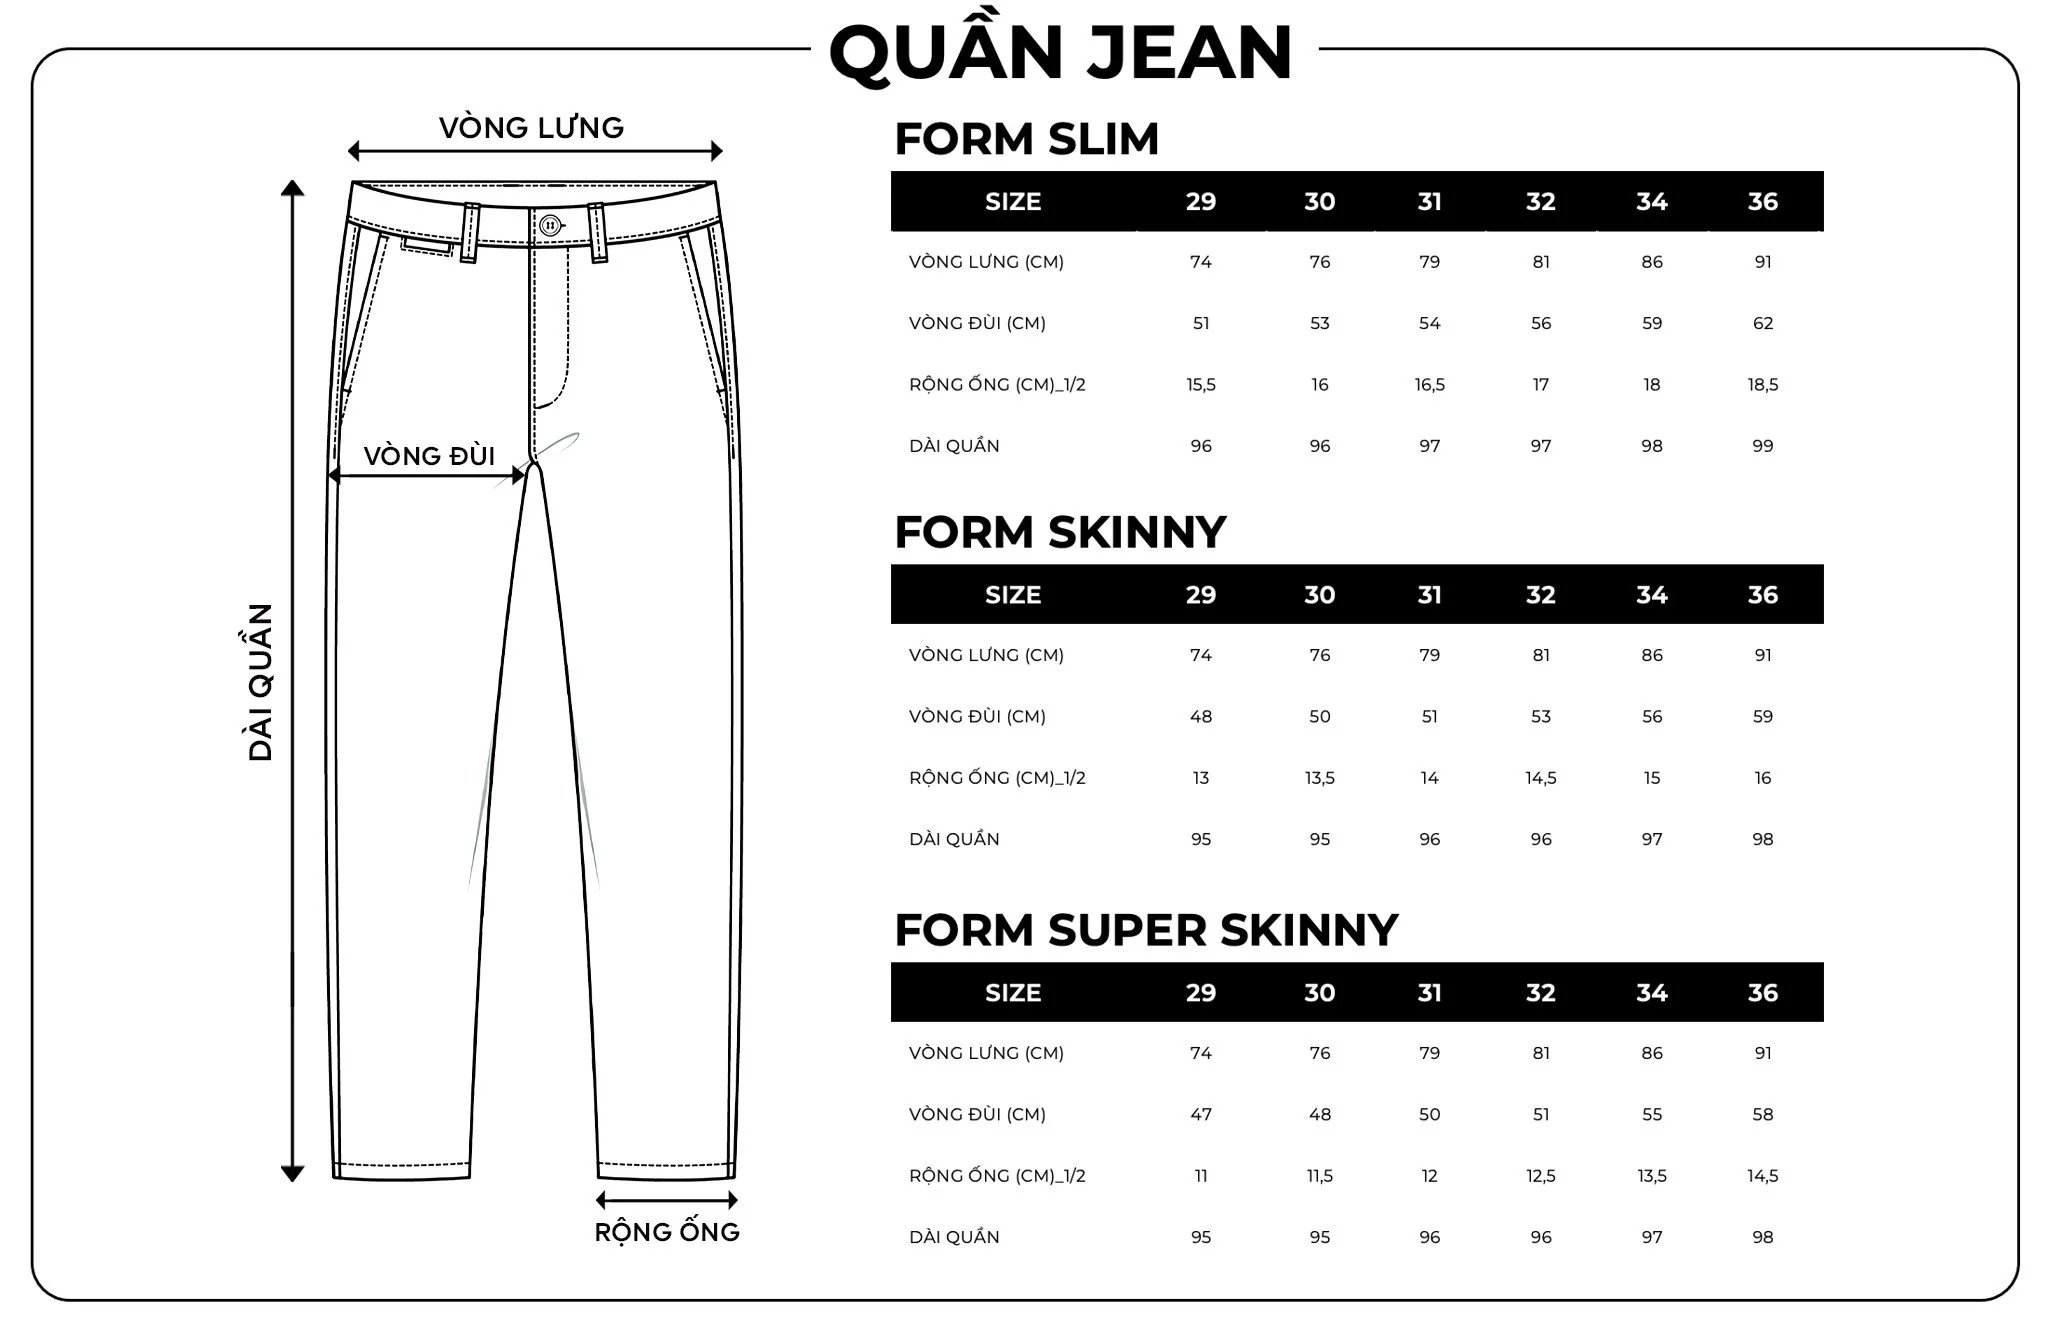 QUẦN JEAN
VÒNG LƯNG
VÒNG ĐÙI
DÀI QUẦN
RỘNG ỐNG
FORM SLIM
SIZE 29 30 31 32 34 36
VÒNG LƯNG (CM) 74 76 79 81 86 91
VÒNG ĐÙI (CM) 51 53 54 56 59 62
RỘNG ỐNG (CM)_1/2 15,5 16 16,5 17 18 18,5
DÀI QUẦN 96 96 97 97 98 99
FORM SKINNY
SIZE 29 30 31 32 34 36
VÒNG LƯNG (CM) 74 76 79 81 86 91
VÒNG ĐÙI (CM) 48 50 51 53 56 59
RỘNG ỐNG (CM)_1/2 13 13,5 14 14,5 15 16
DÀI QUẦN 95 95 96 96 97 98
FORM SUPER SKINNY
SIZE 29 30 31 32 34 36
VÒNG LƯNG (CM) 74 76 79 81 86 91
VÒNG ĐÙI (CM) 47 48 50 51 55 58
RỘNG ỐNG (CM)_1/2 11 11,5 12 12,5 13,5 14,5
DÀI QUẦN 95 95 96 96 97 98